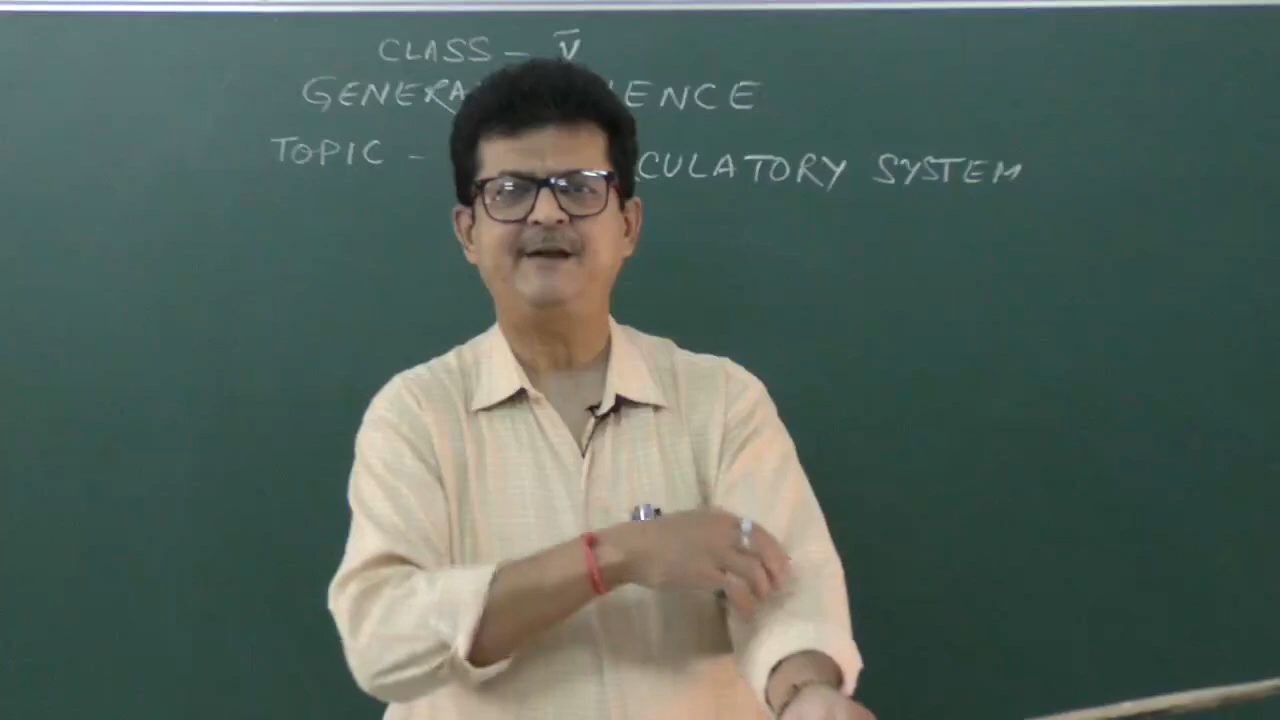 CLASS - V
GENERA ENCE
TOPIC - CULATORY SYSTEM